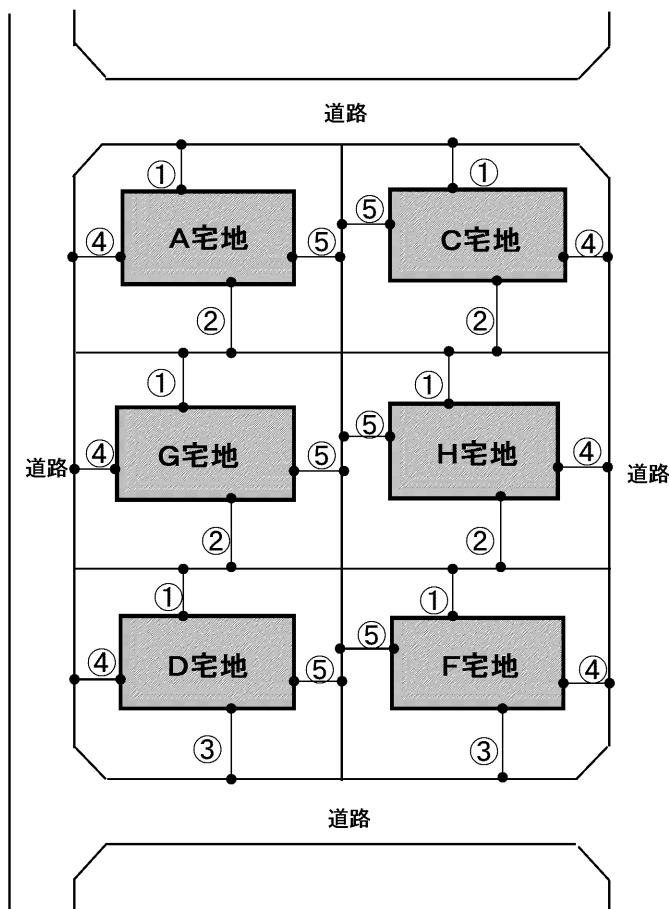 道路
① ①
A宅地 ⑤ C宅地
④ ⑤ ④
② ②
① ①
道路 ④ G宅地 ⑤ ⑤ H宅地 ④ 道路
② ②
① ①
④ D宅地 ⑤ ⑤ F宅地 ④
③ ③
道路